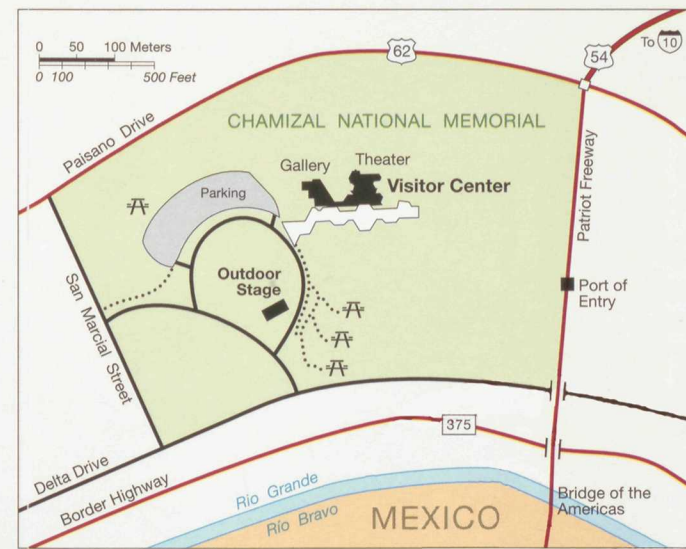 0 50 100 Meters
0 100 500 Feet
62
54
To 10
Paisano Drive
CHAMIZAL NATIONAL MEMORIAL
Patriot Freeway
Gallery
Theater
Visitor Center
Parking
Outdoor
Stage
Port of
Entry
San Marcial Street
375
Delta Drive
Border Highway
Rio Grande
Río Bravo
MEXICO
Bridge of the
Americas